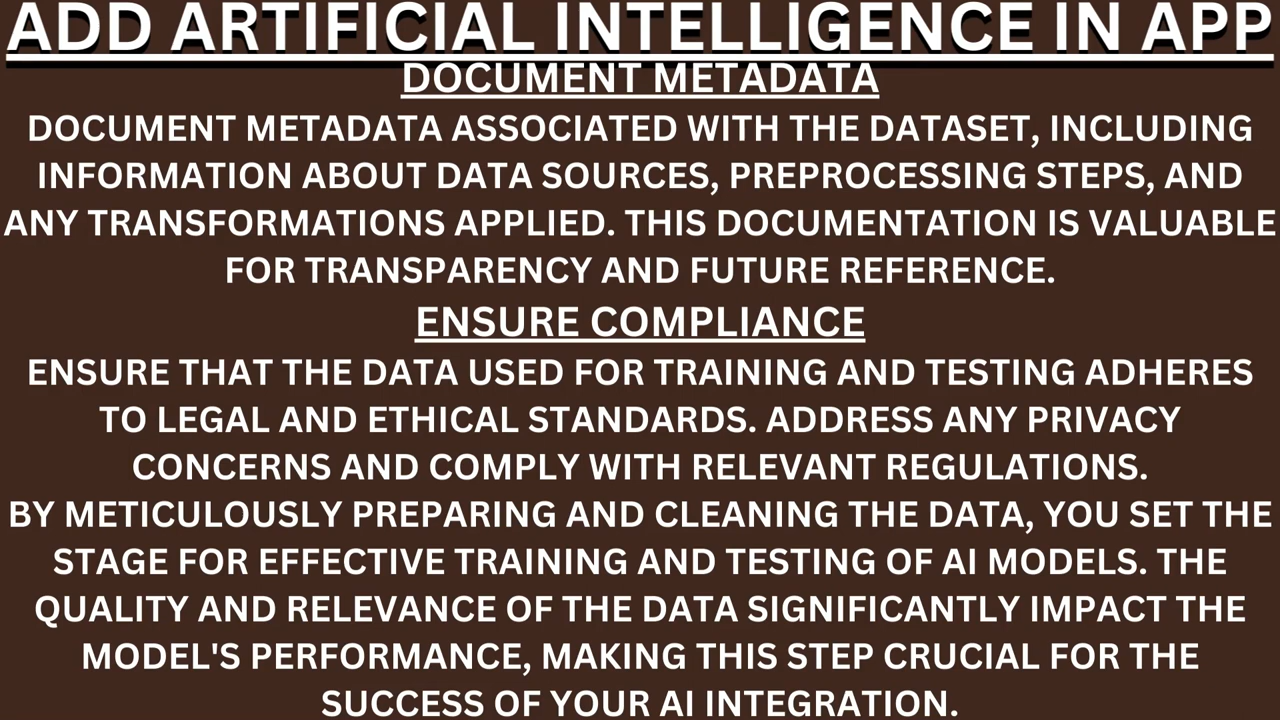 ADD ARTIFICIAL INTELLIGENCE IN APP
DOCUMENT METADATA
DOCUMENT METADATA ASSOCIATED WITH THE DATASET, INCLUDING
INFORMATION ABOUT DATA SOURCES, PREPROCESSING STEPS, AND
ANY TRANSFORMATIONS APPLIED. THIS DOCUMENTATION IS VALUABLE
FOR TRANSPARENCY AND FUTURE REFERENCE.
ENSURE COMPLIANCE
ENSURE THAT THE DATA USED FOR TRAINING AND TESTING ADHERES
TO LEGAL AND ETHICAL STANDARDS. ADDRESS ANY PRIVACY
CONCERNS AND COMPLY WITH RELEVANT REGULATIONS.
BY METICULOUSLY PREPARING AND CLEANING THE DATA, YOU SET THE
STAGE FOR EFFECTIVE TRAINING AND TESTING OF AI MODELS. THE
QUALITY AND RELEVANCE OF THE DATA SIGNIFICANTLY IMPACT THE
MODEL'S PERFORMANCE, MAKING THIS STEP CRUCIAL FOR THE
SUCCESS OF YOUR AI INTEGRATION.